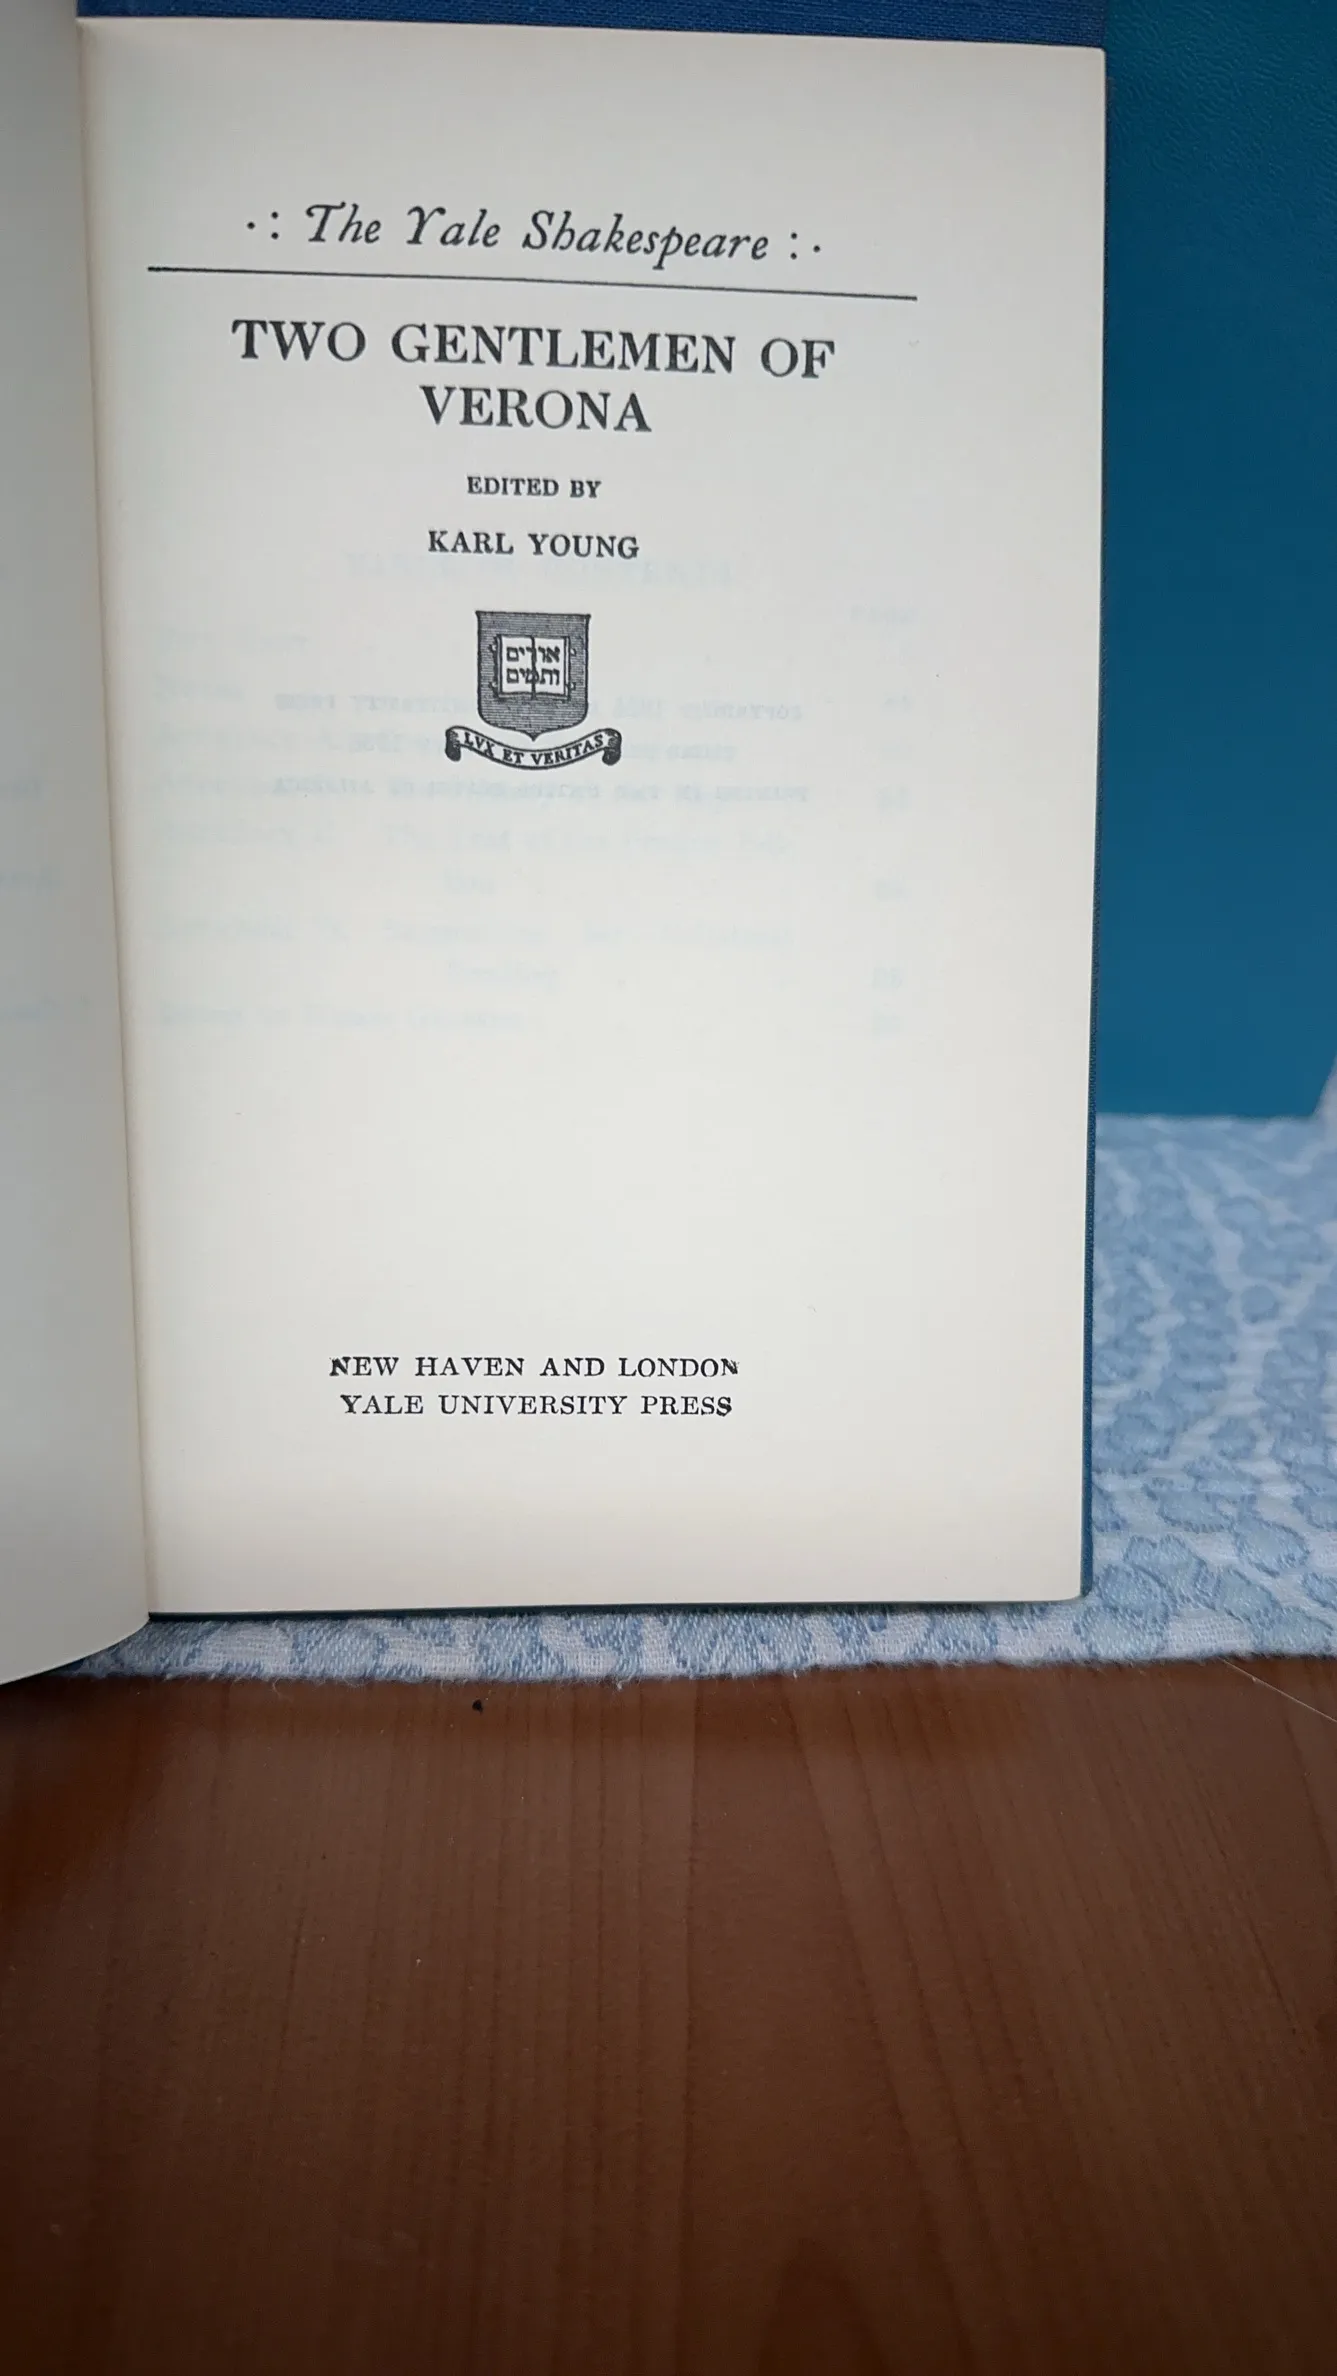 ·: The Yale Shakespeare :·
TWO GENTLEMEN OF
VERONA
EDITED BY
KARL YOUNG
אורים
ותמים
LVX ET VERITAS
NEW HAVEN AND LONDON
YALE UNIVERSITY PRESS